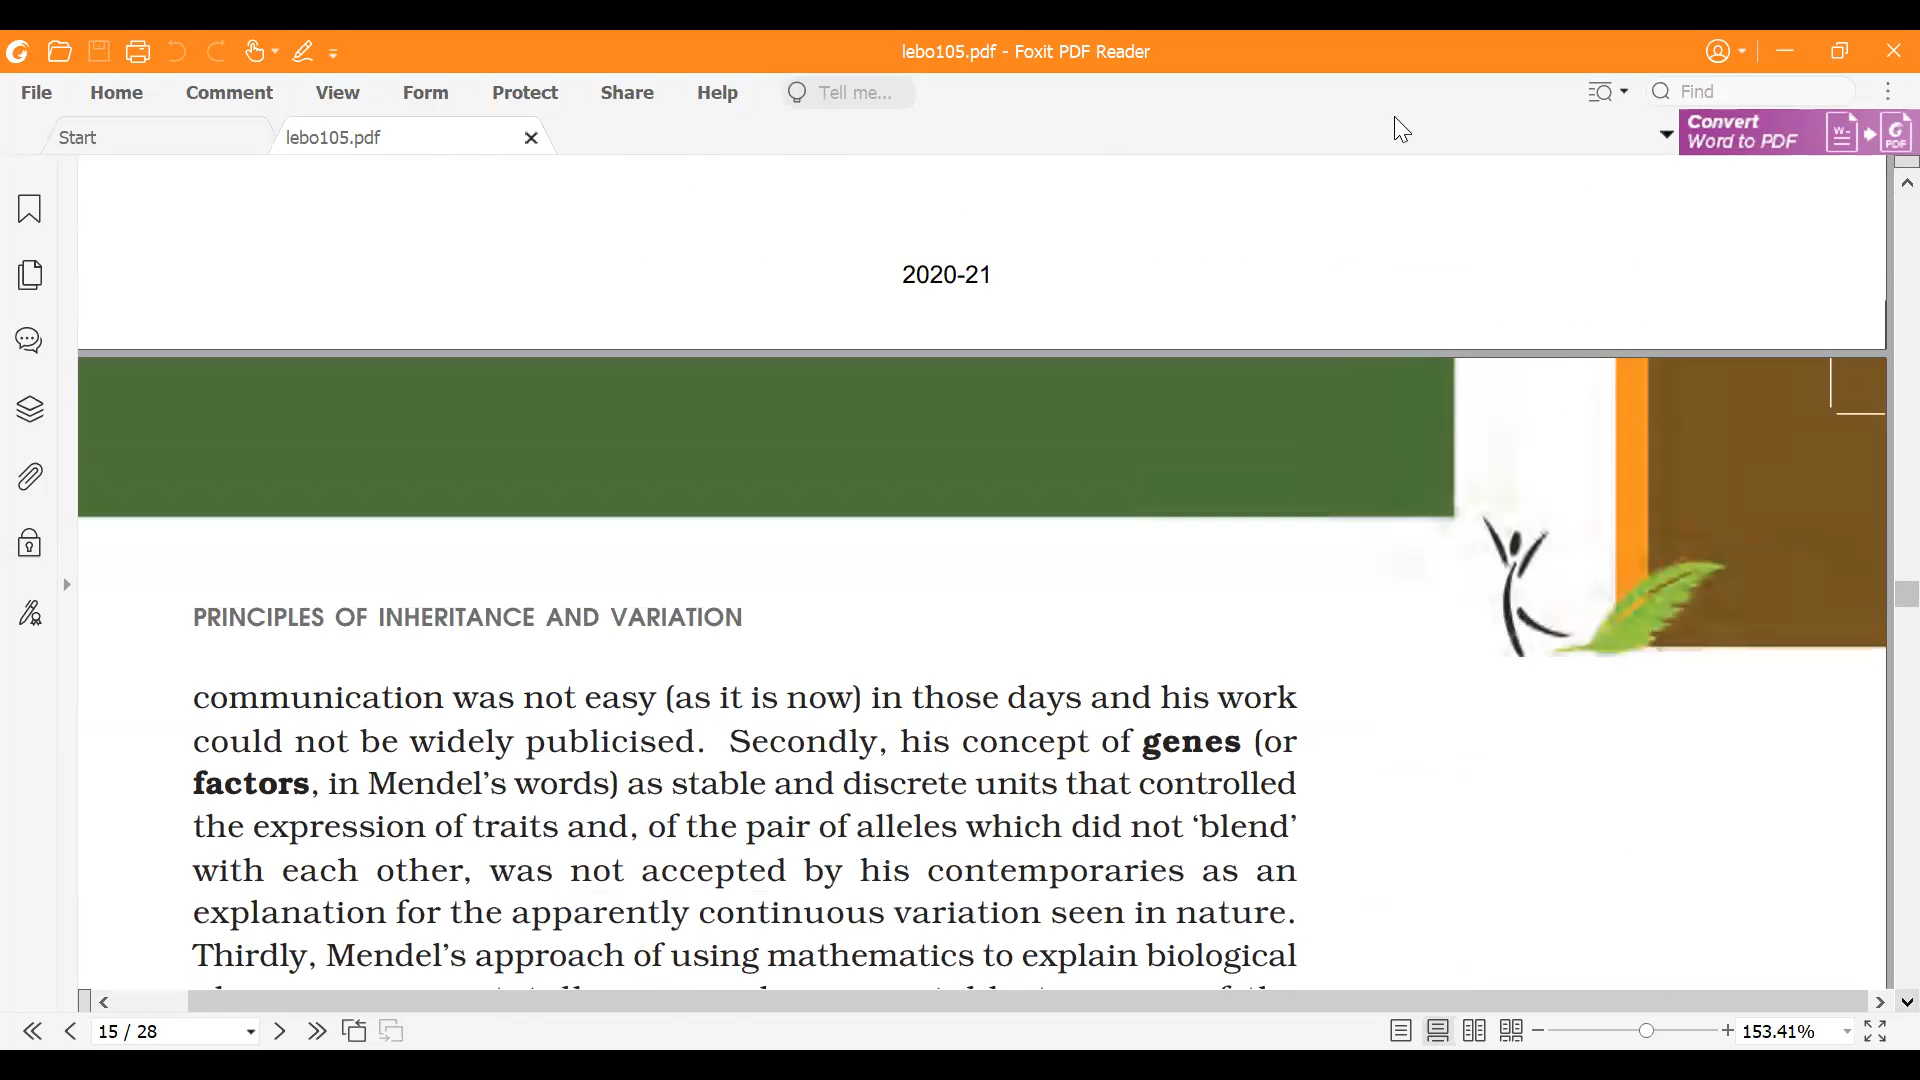 lebo105.pdf - Foxit PDF Reader
File Home Comment View Form Protect Share Help Tell me... Find
Start lebo105.pdf Convert
Word to PDF
2020-21
PRINCIPLES OF INHERITANCE AND VARIATION
communication was not easy (as it is now) in those days and his work
could not be widely publicised. Secondly, his concept of genes (or
factors, in Mendel's words) as stable and discrete units that controlled
the expression of traits and, of the pair of alleles which did not ‘blend’
with each other, was not accepted by his contemporaries as an
explanation for the apparently continuous variation seen in nature.
Thirdly, Mendel's approach of using mathematics to explain biological
15 / 28 153.41%